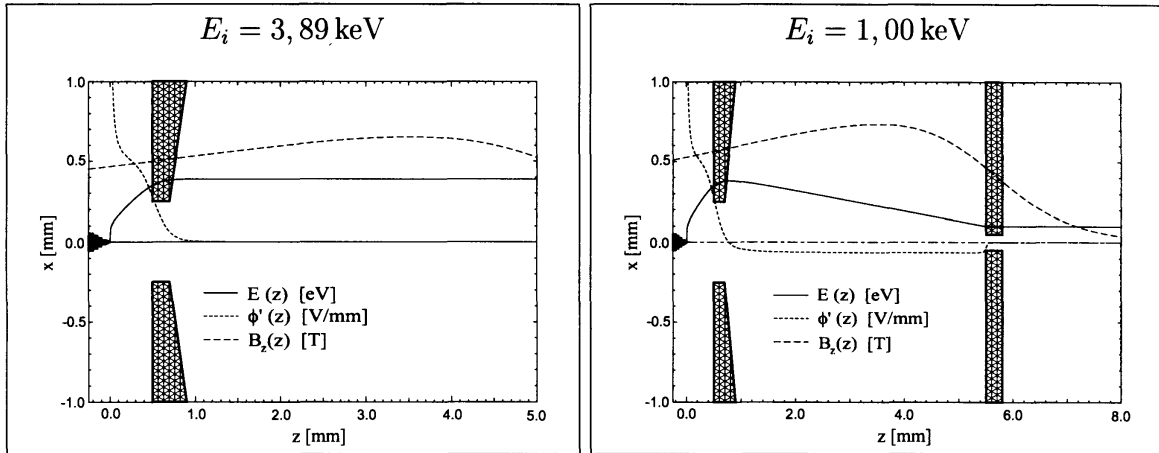 E_i = 3, 89 keV
1.0
0.5
0.0
-0.5
-1.0
x [mm]
E (z) [eV]
ϕ' (z) [V/mm]
B_z(z) [T]
0.0 1.0 2.0 3.0 4.0 5.0
z [mm]
E_i = 1, 00 keV
1.0
0.5
0.0
-0.5
-1.0
x [mm]
E (z) [eV]
ϕ' (z) [V/mm]
B_z(z) [T]
0.0 2.0 4.0 6.0 8.0
z [mm]